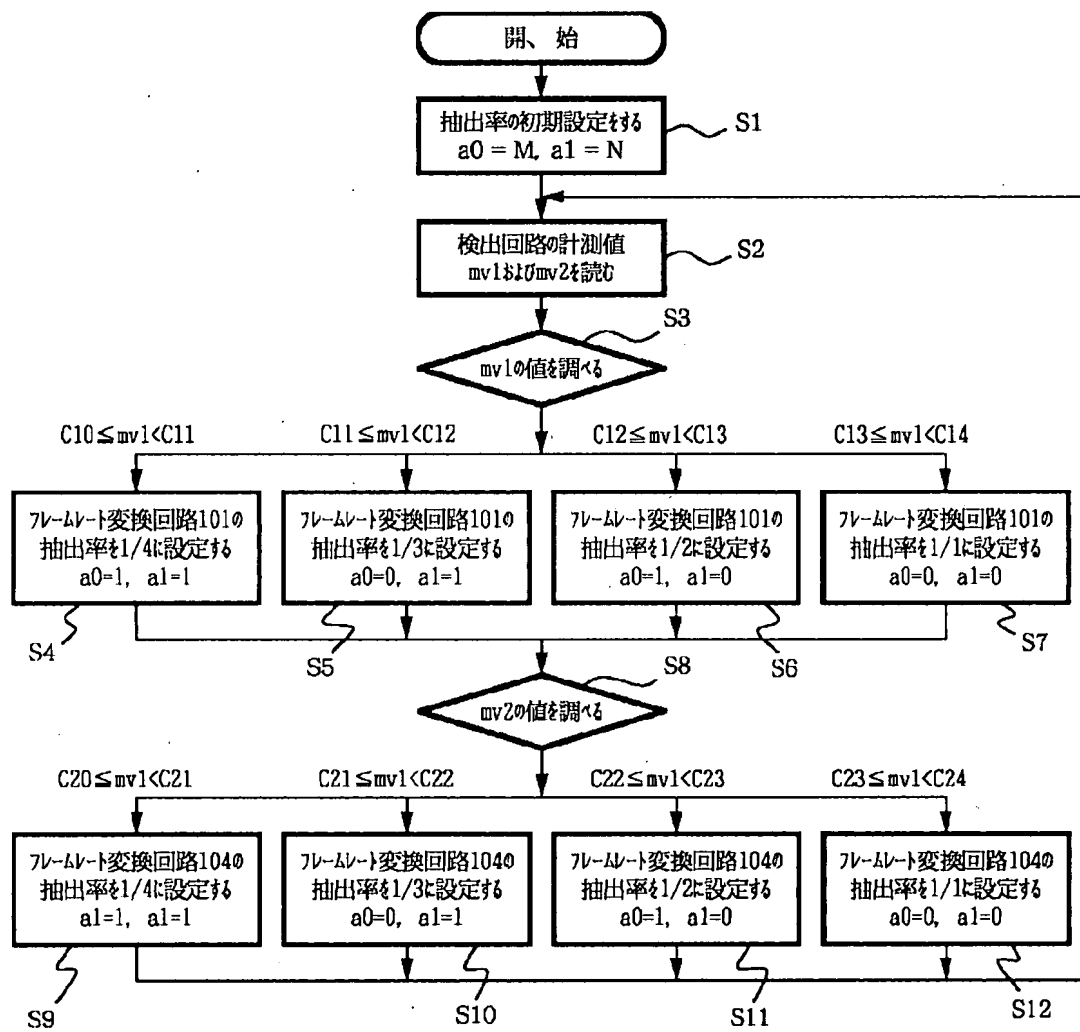 開、始
抽出率の初期設定をする
a0 = M, a1 = N
S1
検出回路の計測値
mv1およびmv2を読む
S2
S3
mv1の値を調べる
C10≦mv1<C11
C11≦mv1<C12
C12≦mv1<C13
C13≦mv1<C14
フレームレート変換回路101の
抽出率を1/4に設定する
a0=1, a1=1
フレームレート変換回路101の
抽出率を1/3に設定する
a0=0, a1=1
フレームレート変換回路101の
抽出率を1/2に設定する
a0=1, a1=0
フレームレート変換回路101の
抽出率を1/1に設定する
a0=0, a1=0
S4
S5
S6
S7
S8
mv2の値を調べる
C20≦mv1<C21
C21≦mv1<C22
C22≦mv1<C23
C23≦mv1<C24
フレームレート変換回路104の
抽出率を1/4に設定する
a1=1, a1=1
フレームレート変換回路104の
抽出率を1/3に設定する
a0=0, a1=1
フレームレート変換回路104の
抽出率を1/2に設定する
a0=1, a1=0
フレームレート変換回路104の
抽出率を1/1に設定する
a0=0, a1=0
S9
S10
S11
S12